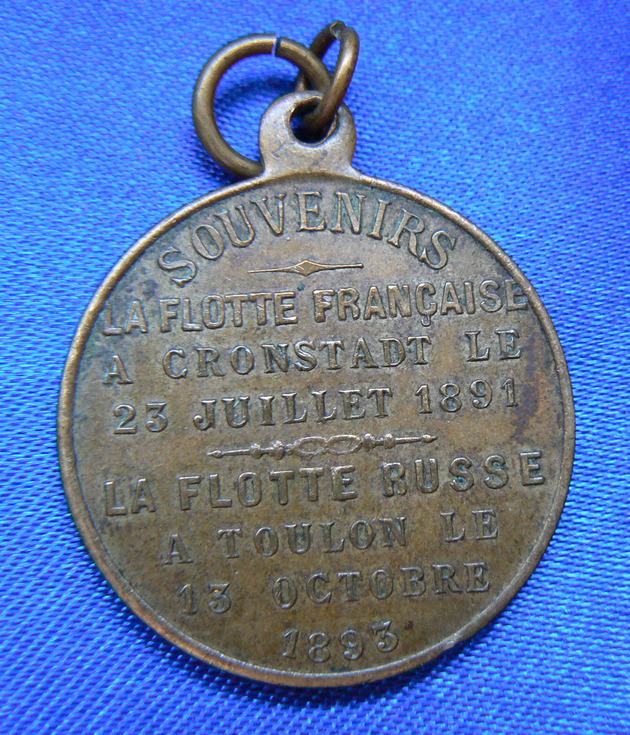 SOUVENIRS
LA FLOTTE FRANÇAISE
A CRONSTADT LE
23 JUILLET 1891
LA FLOTTE RUSSE
A TOULON LE
13 OCTOBRE
1893